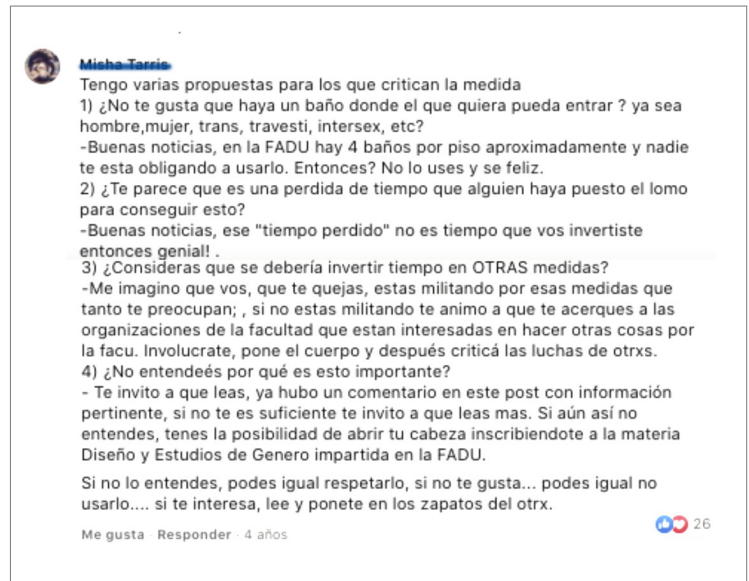 Misha Tarris
Tengo varias propuestas para los que critican la medida
1) ¿No te gusta que haya un baño donde el que quiera pueda entrar ? ya sea
hombre,mujer, trans, travesti, intersex, etc?
-Buenas noticias, en la FADU hay 4 baños por piso aproximadamente y nadie
te esta obligando a usarlo. Entonces? No lo uses y se feliz.
2) ¿Te parece que es una perdida de tiempo que alguien haya puesto el lomo
para conseguir esto?
-Buenas noticias, ese "tiempo perdido" no es tiempo que vos invertiste
entonces genial! .
3) ¿Consideras que se debería invertir tiempo en OTRAS medidas?
-Me imagino que vos, que te quejas, estas militando por esas medidas que
tanto te preocupan; , si no estas militando te animo a que te acerques a las
organizaciones de la facultad que estan interesadas en hacer otras cosas por
la facu. Involucrate, pone el cuerpo y después criticá las luchas de otrxs.
4) ¿No entendeés por qué es esto importante?
- Te invito a que leas, ya hubo un comentario en este post con información
pertinente, si no te es suficiente te invito a que leas mas. Si aún así no
entendes, tenes la posibilidad de abrir tu cabeza inscribiendote a la materia
Diseño y Estudios de Genero impartida en la FADU.
Si no lo entendes, podes igual respetarlo, si no te gusta... podes igual no
usarlo.... si te interesa, lee y ponete en los zapatos del otrx.
Me gusta · Responder · 4 años
26